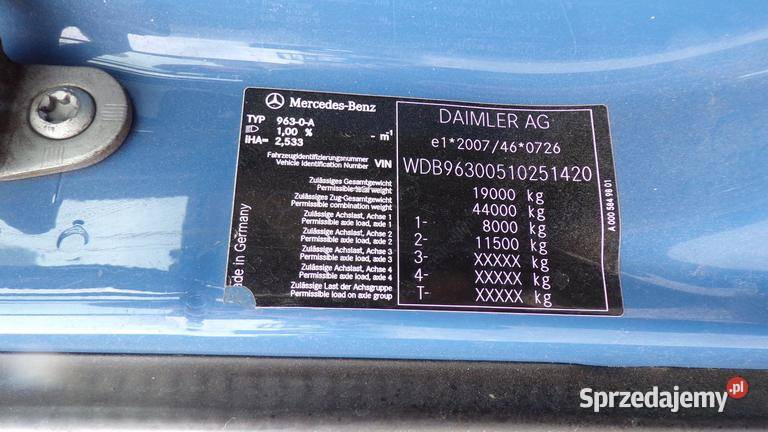 Mercedes-Benz
TYP 963-0-A
1,00 % - m⁻¹
iHA= 2,533
Fahrzeugidentifizierungsnummer
Vehicle Identification Number VIN
Zulässiges Gesamtgewicht
Permissible total weight
Zulässiges Zug-Gesamtgewicht
Permissible combination weight
Zulässige Achslast, Achse 1
Permissible axle load, axle 1
Zulässige Achslast, Achse 2
Permissible axle load, axle 2
Zulässige Achslast, Achse 3
Permissible axle load, axle 3
Zulässige Achslast, Achse 4
Permissible axle load, axle 4
Zulässige Last der Achsgruppe
Permissible load on axle group
DAIMLER AG
e1*2007/46*0726
WDB96300510251420
19000 kg
44000 kg
1- 8000 kg
2- 11500 kg
3- XXXXX kg
4- XXXXX kg
T- XXXXX kg
A 000 584 98 01
in Germany
Sprzedajemy.pl